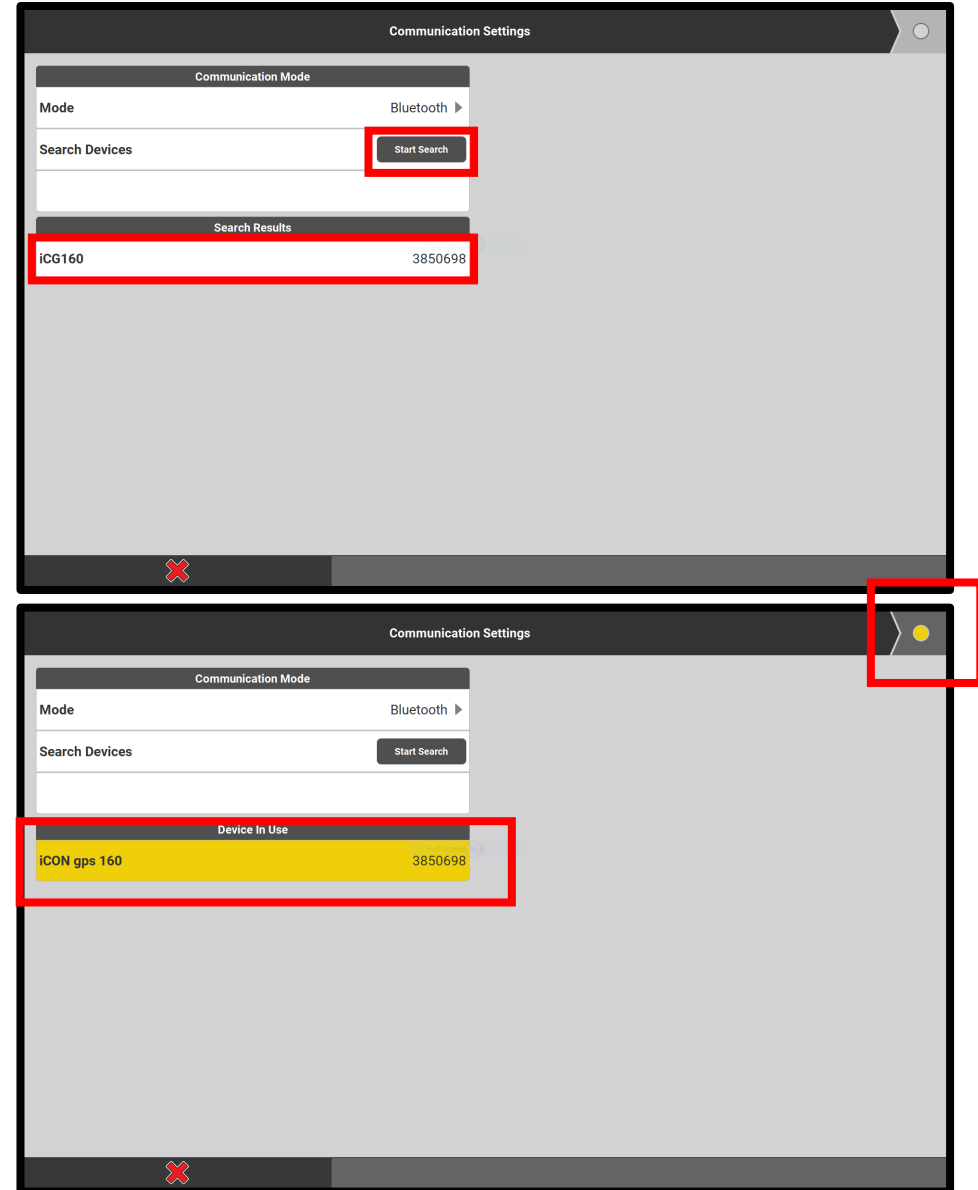 Communication Settings
Communication Mode
Mode Bluetooth
Search Devices Start Search
Search Results
iCG160 3850698
Communication Settings
Communication Mode
Mode Bluetooth
Search Devices Start Search
Device In Use
iCON gps 160 3850698